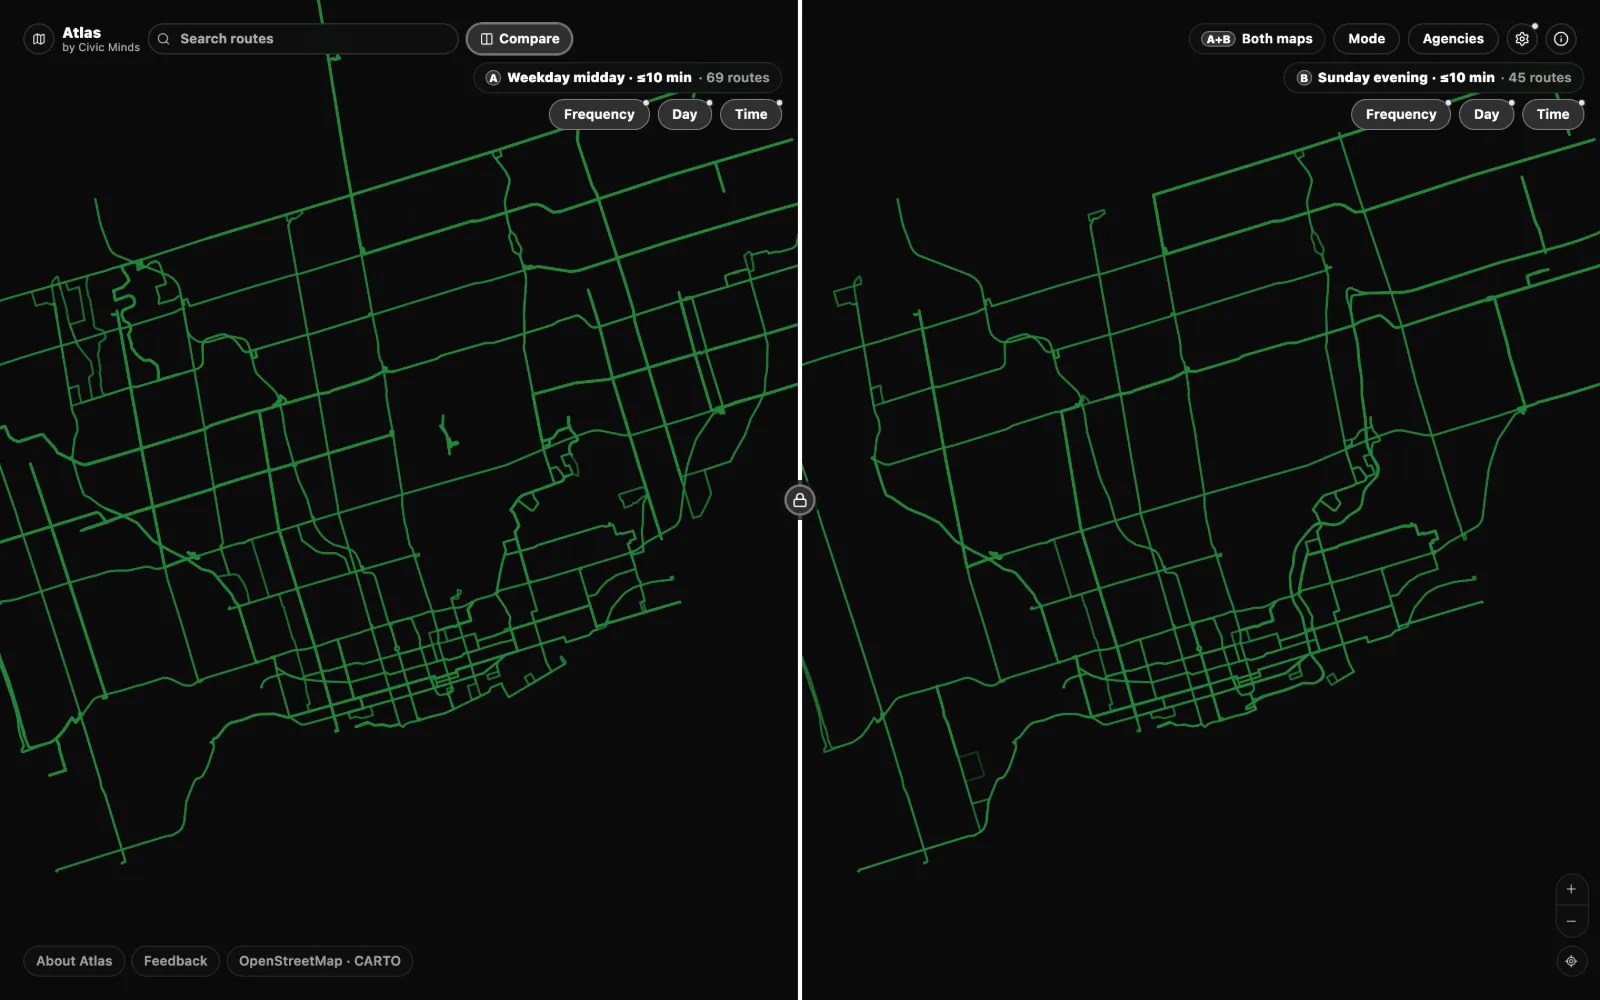 Atlas
by Civic Minds
Search routes
Compare
A+B Both maps
Mode
Agencies
A Weekday midday · ≤10 min · 69 routes
B Sunday evening · ≤10 min · 45 routes
Frequency
Day
Time
Frequency
Day
Time
+
−
About Atlas
Feedback
OpenStreetMap · CARTO